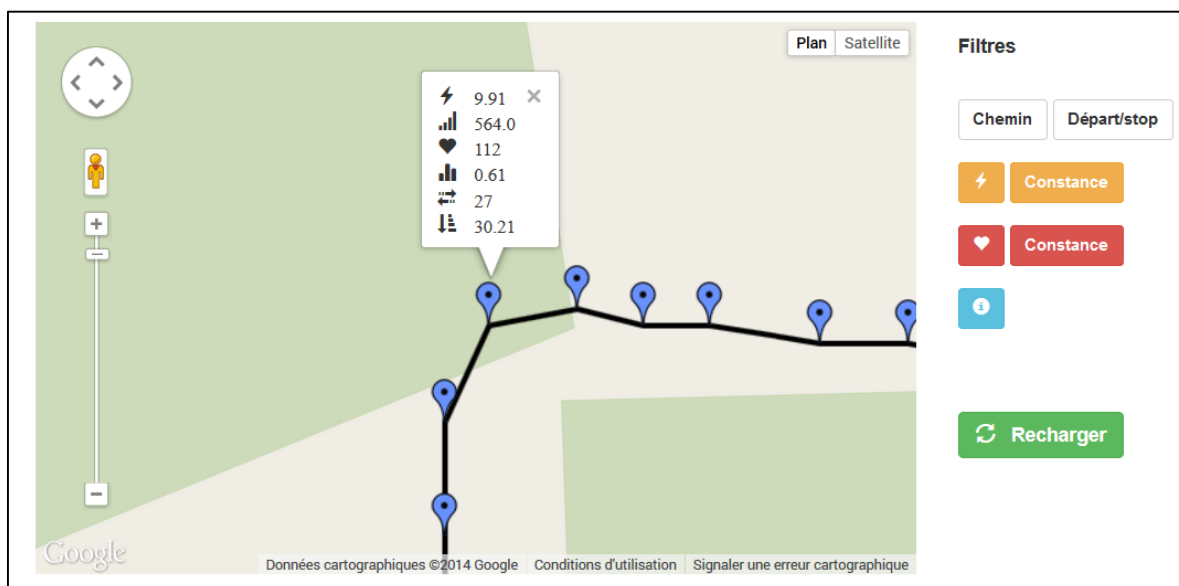 Plan Satellite
9.91
564.0
112
0.61
27
30.21
Google
Données cartographiques ©2014 Google Conditions d'utilisation Signaler une erreur cartographique
Filtres
Chemin Départ/stop
Constance
Constance
Recharger